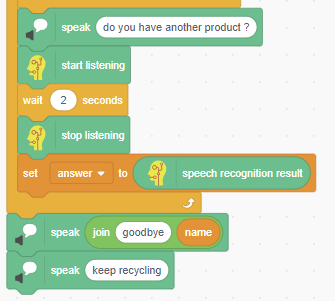 speak do you have another product ?
start listening
wait 2 seconds
stop listening
set answer to speech recognition result
speak join goodbye name
speak keep recycling